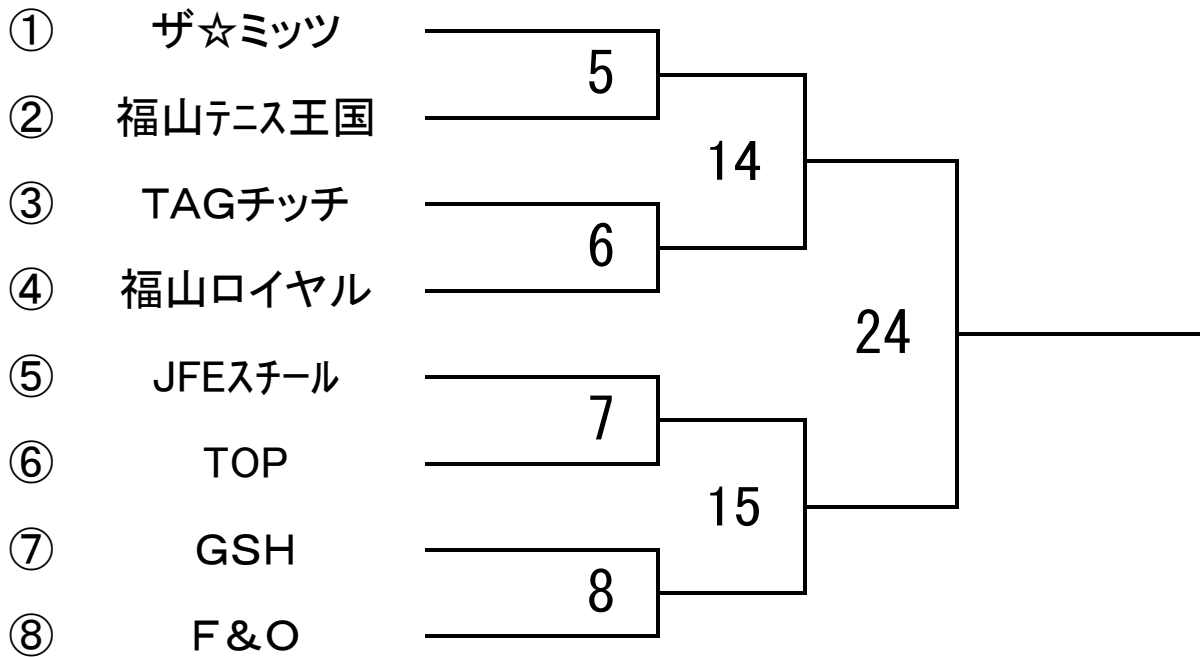 ① ザ☆ミッツ
5
② 福山ﾃﾆｽ王国
14
③ TAGチッチ
6
④ 福山ロイヤル
24
⑤ JFEｽﾁｰﾙ
7
⑥ TOP
15
⑦ GSH
8
⑧ F&O